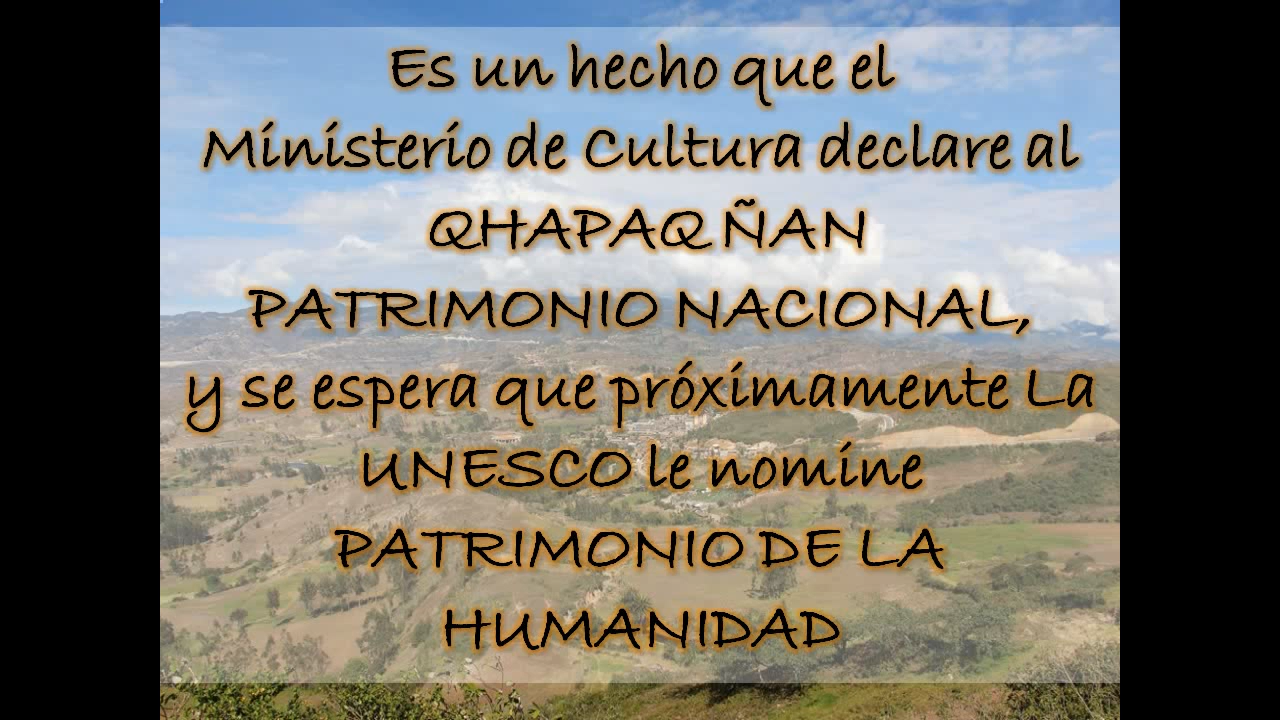 Es un hecho que el
Ministerio de Cultura declare al
QHAPAQ ÑAN
PATRIMONIO NACIONAL,
y se espera que próximamente La
UNESCO le nomine
PATRIMONIO DE LA
HUMANIDAD